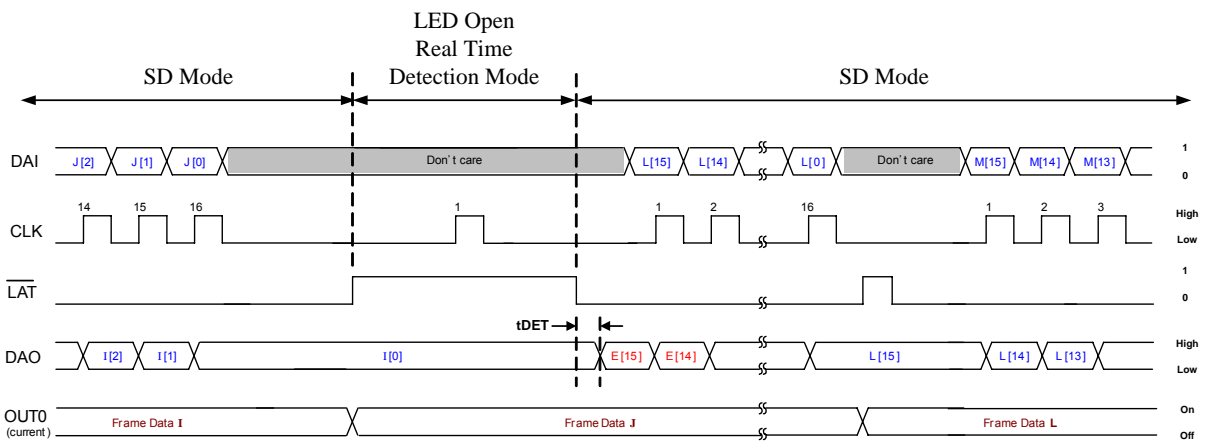 LED Open
Real Time
SD Mode Detection Mode SD Mode
DAI J [2] J [1] J [0] Don't care L [15] L [14] L [0] Don't care M[15] M[14] M[13] 1
0
14 15 16 1 1 2 16 1 2 3 High
CLK Low
LAT 1
0
tDET
DAO I [2] I [1] I [0] E [15] E [14] L [15] L [14] L [13] High
Low
OUT0 Frame Data I Frame Data J Frame Data L On
(current) Off